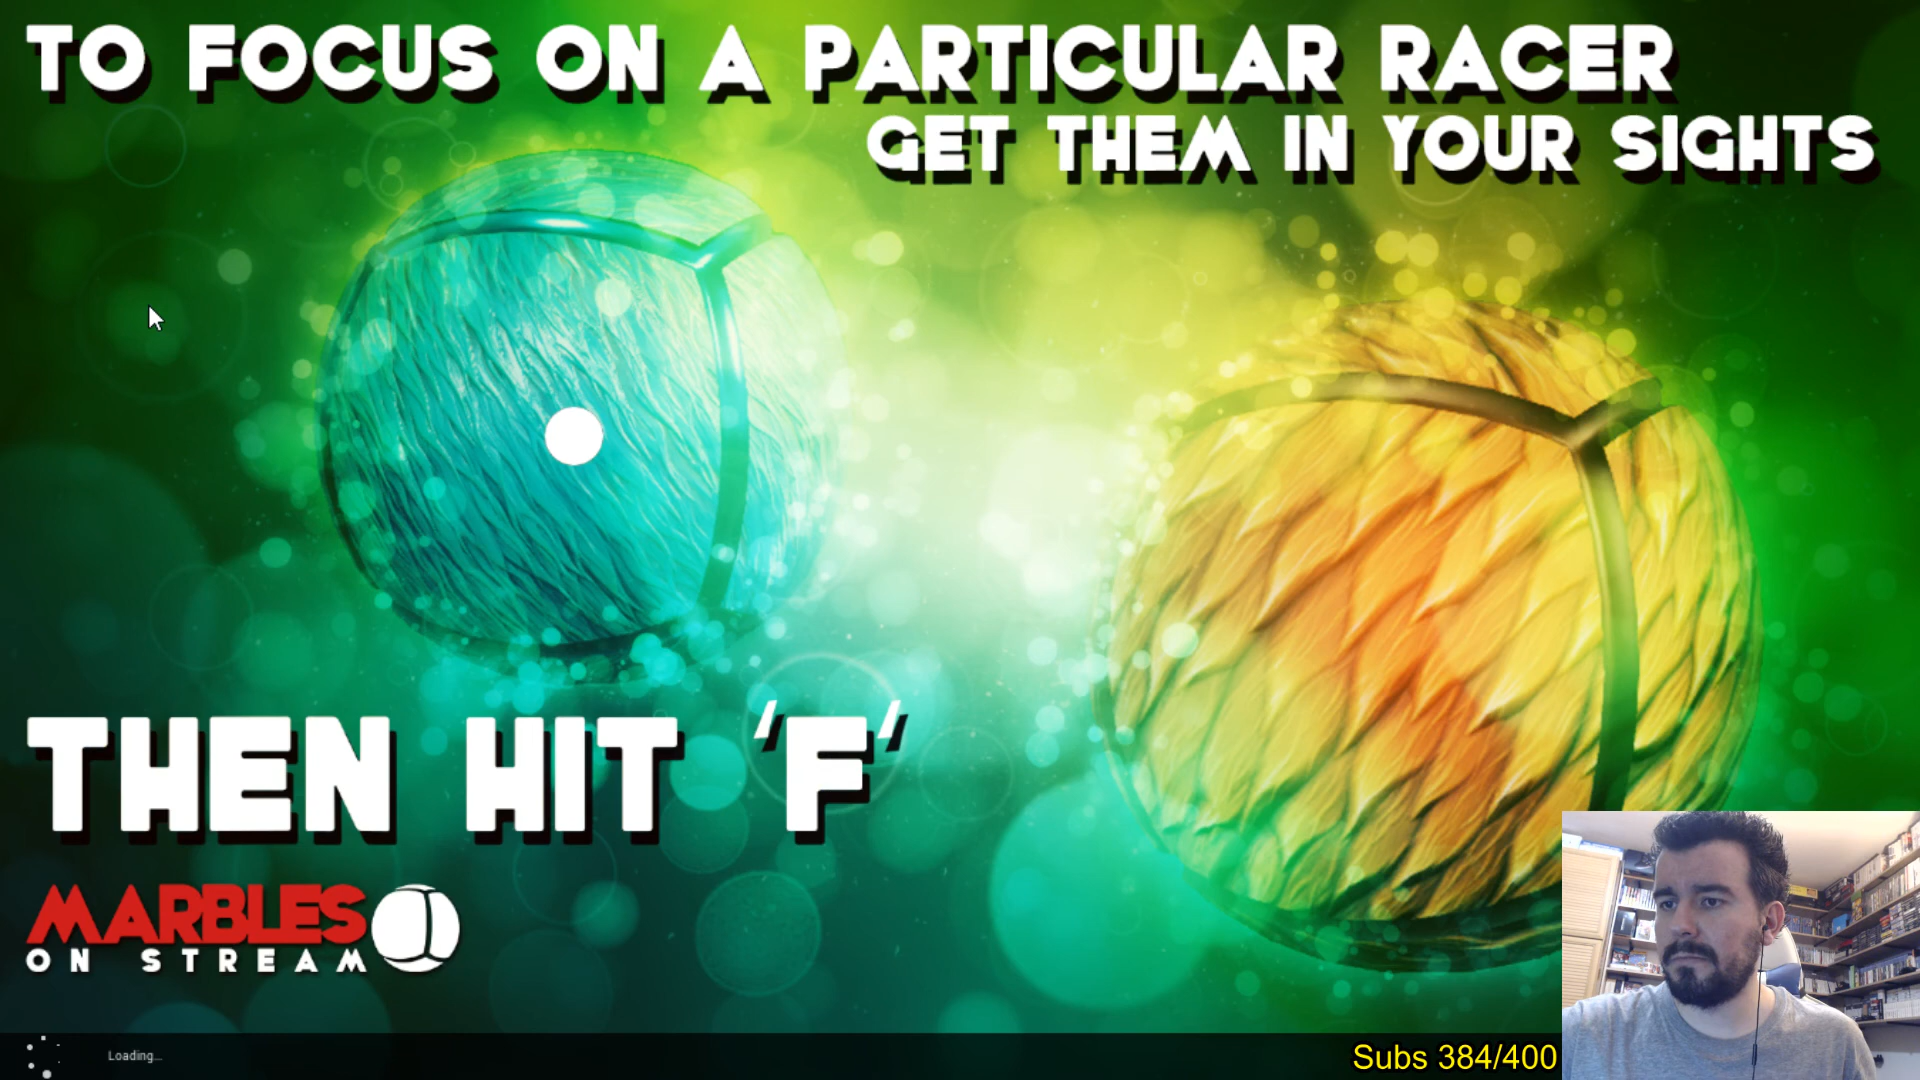 TO FOCUS ON A PARTICULAR RACER
GET THEM IN YOUR SIGHTS
THEN HIT 'F'
MARBLES
ON STREAM
Loading...
Subs 384/400